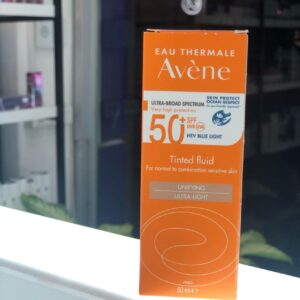 EAU THERMALE
Avène
ULTRA-BROAD SPECTRUM
Very high protection
SKIN PROTECT
OCEAN RESPECT
50+ SPF
UVB-UVA
HEV BLUE LIGHT
Tinted fluid
For normal to combination sensitive skin
UNIFYING
ULTRA-LIGHT
50 ml ℮